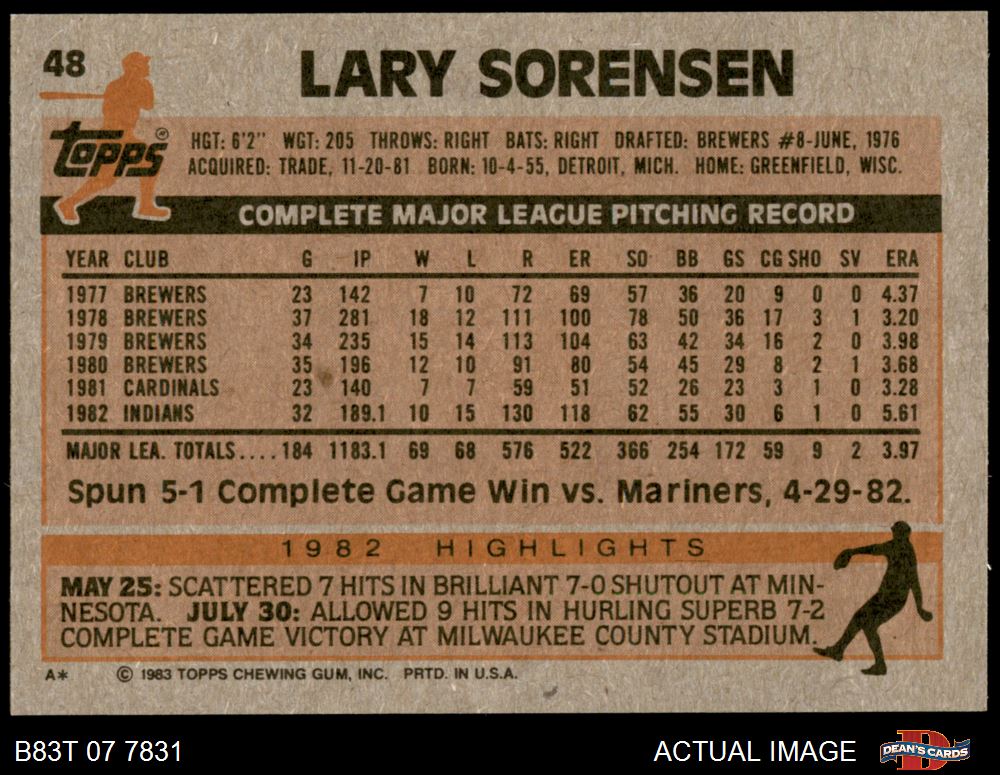 48
LARY SORENSEN
Topps
HGT: 6'2" WGT: 205 THROWS: RIGHT BATS: RIGHT DRAFTED: BREWERS #8-JUNE, 1976
ACQUIRED: TRADE, 11-20-81 BORN: 10-4-55, DETROIT, MICH. HOME: GREENFIELD, WISC.
COMPLETE MAJOR LEAGUE PITCHING RECORD
YEAR CLUB G IP W L R ER SO BB GS CG SHO SV ERA
1977 BREWERS 23 142 7 10 72 69 57 36 20 9 0 0 4.37
1978 BREWERS 37 281 18 12 111 100 78 50 36 17 3 1 3.20
1979 BREWERS 34 235 15 14 113 104 63 42 34 16 2 0 3.98
1980 BREWERS 35 196 12 10 91 80 54 45 29 8 2 1 3.68
1981 CARDINALS 23 140 7 7 59 51 52 26 23 3 1 0 3.28
1982 INDIANS 32 189.1 10 15 130 118 62 55 30 6 1 0 5.61
MAJOR LEA. TOTALS....184 1183.1 69 68 576 522 366 254 172 59 9 2 3.97
Spun 5-1 Complete Game Win vs. Mariners, 4-29-82.
1982 HIGHLIGHTS
MAY 25: SCATTERED 7 HITS IN BRILLIANT 7-0 SHUTOUT AT MIN-
NESOTA. JULY 30: ALLOWED 9 HITS IN HURLING SUPERB 7-2
COMPLETE GAME VICTORY AT MILWAUKEE COUNTY STADIUM.
A* © 1983 TOPPS CHEWING GUM, INC. PRTD. IN U.S.A.
B83T 07 7831 ACTUAL IMAGE DEAN'S CARDS